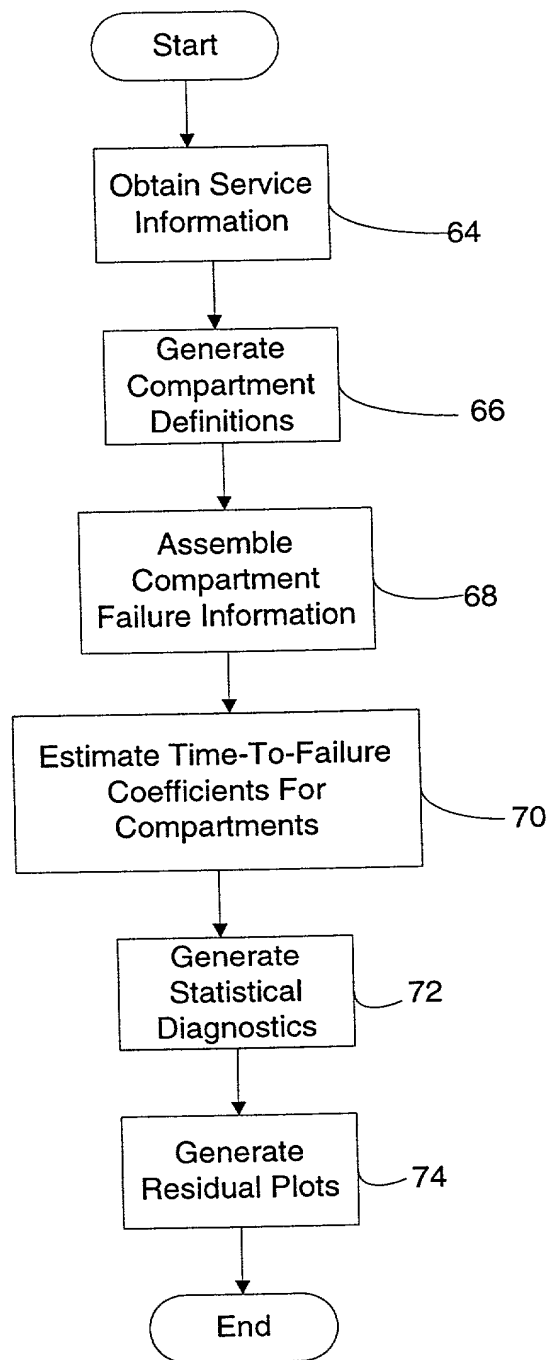 Start
Obtain Service
Information
64
Generate
Compartment
Definitions
66
Assemble
Compartment
Failure Information
68
Estimate Time-To-Failure
Coefficients For
Compartments
70
Generate
Statistical
Diagnostics
72
Generate
Residual Plots
74
End